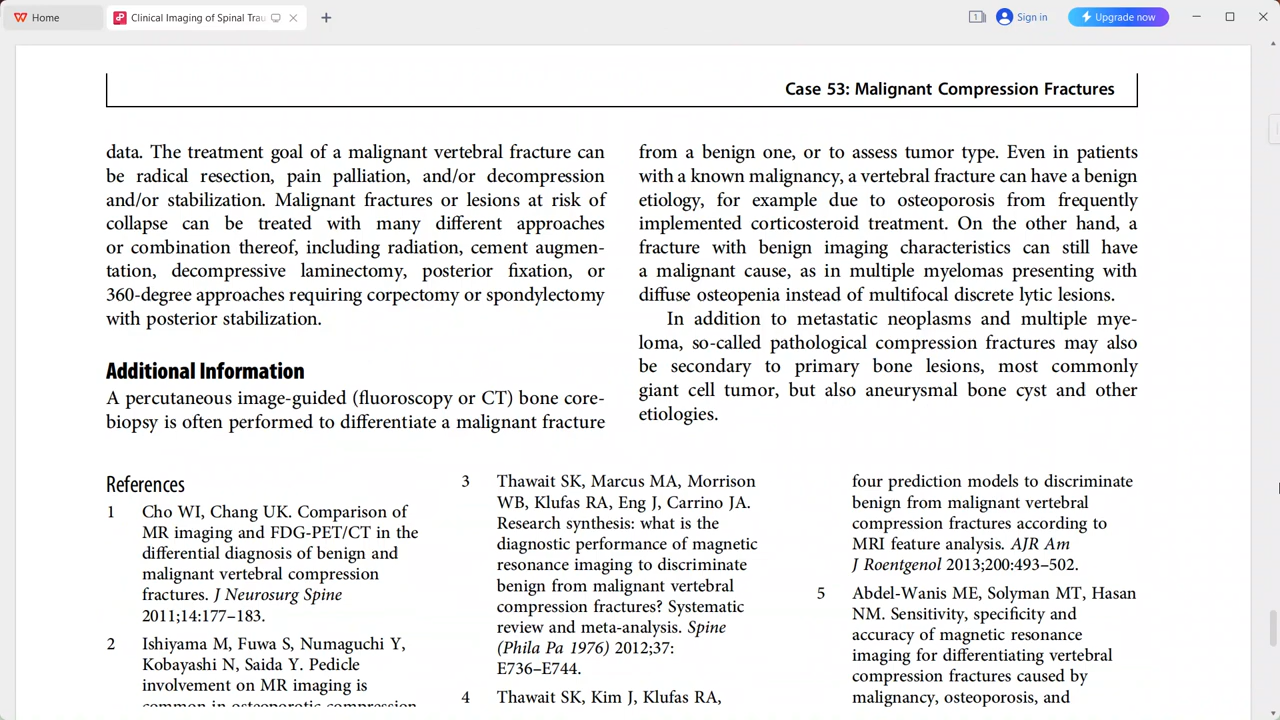 Home
Clinical Imaging of Spinal Trau
1
Sign in
Upgrade now
Case 53: Malignant Compression Fractures
data. The treatment goal of a malignant vertebral fracture can
be radical resection, pain palliation, and/or decompression
and/or stabilization. Malignant fractures or lesions at risk of
collapse can be treated with many different approaches
or combination thereof, including radiation, cement augmen-
tation, decompressive laminectomy, posterior fixation, or
360-degree approaches requiring corpectomy or spondylectomy
with posterior stabilization.
Additional Information
A percutaneous image-guided (fluoroscopy or CT) bone core-
biopsy is often performed to differentiate a malignant fracture
from a benign one, or to assess tumor type. Even in patients
with a known malignancy, a vertebral fracture can have a benign
etiology, for example due to osteoporosis from frequently
implemented corticosteroid treatment. On the other hand, a
fracture with benign imaging characteristics can still have
a malignant cause, as in multiple myelomas presenting with
diffuse osteopenia instead of multifocal discrete lytic lesions.
In addition to metastatic neoplasms and multiple mye-
loma, so-called pathological compression fractures may also
be secondary to primary bone lesions, most commonly
giant cell tumor, but also aneurysmal bone cyst and other
etiologies.
References
1 Cho WI, Chang UK. Comparison of
MR imaging and FDG-PET/CT in the
differential diagnosis of benign and
malignant vertebral compression
fractures. J Neurosurg Spine
2011;14:177–183.
2 Ishiyama M, Fuwa S, Numaguchi Y,
Kobayashi N, Saida Y. Pedicle
involvement on MR imaging is
common in osteoporotic compression
3 Thawait SK, Marcus MA, Morrison
WB, Klufas RA, Eng J, Carrino JA.
Research synthesis: what is the
diagnostic performance of magnetic
resonance imaging to discriminate
benign from malignant vertebral
compression fractures? Systematic
review and meta-analysis. Spine
(Phila Pa 1976) 2012;37:
E736–E744.
4 Thawait SK, Kim J, Klufas RA,
four prediction models to discriminate
benign from malignant vertebral
compression fractures according to
MRI feature analysis. AJR Am
J Roentgenol 2013;200:493–502.
5 Abdel-Wanis ME, Solyman MT, Hasan
NM. Sensitivity, specificity and
accuracy of magnetic resonance
imaging for differentiating vertebral
compression fractures caused by
malignancy, osteoporosis, and